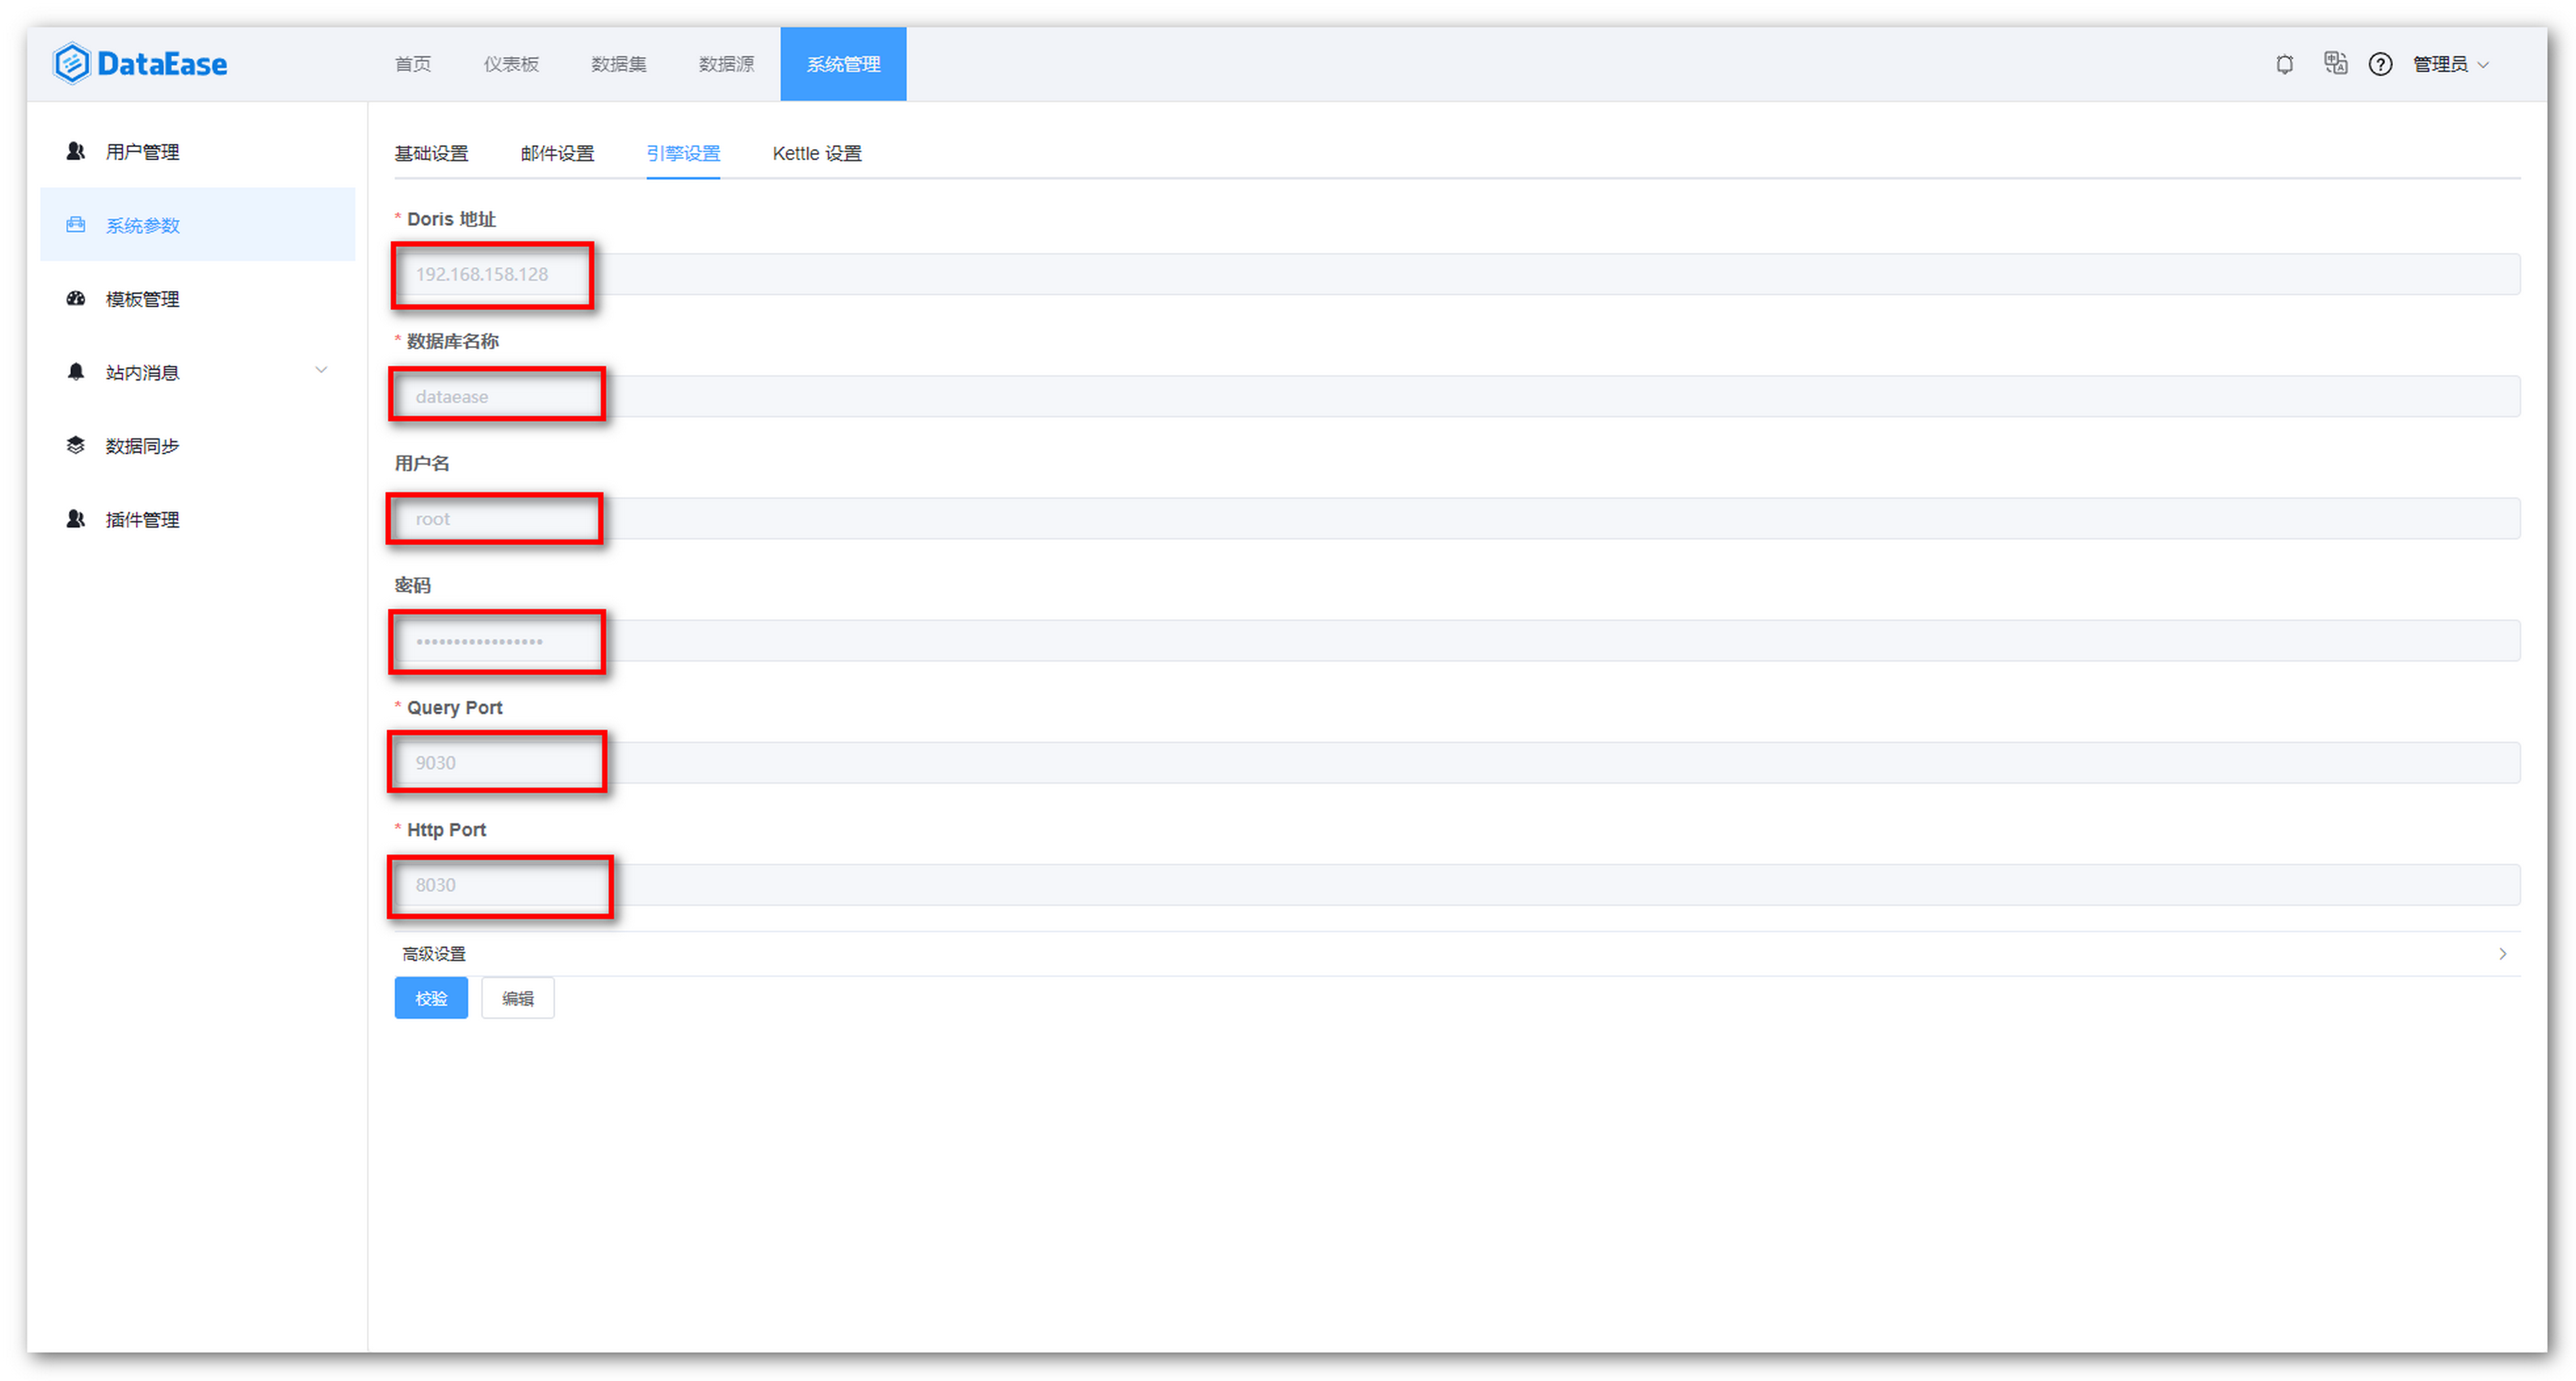 DataEase
首页 仪表板 数据集 数据源 系统管理 管理员
用户管理
系统参数
模板管理
站内消息
数据同步
插件管理
基础设置 邮件设置 引擎设置 Kettle 设置
* Doris 地址
192.168.158.128
* 数据库名称
dataease
用户名
root
密码
•••••••••••••••••
* Query Port
9030
* Http Port
8030
高级设置
校验 编辑